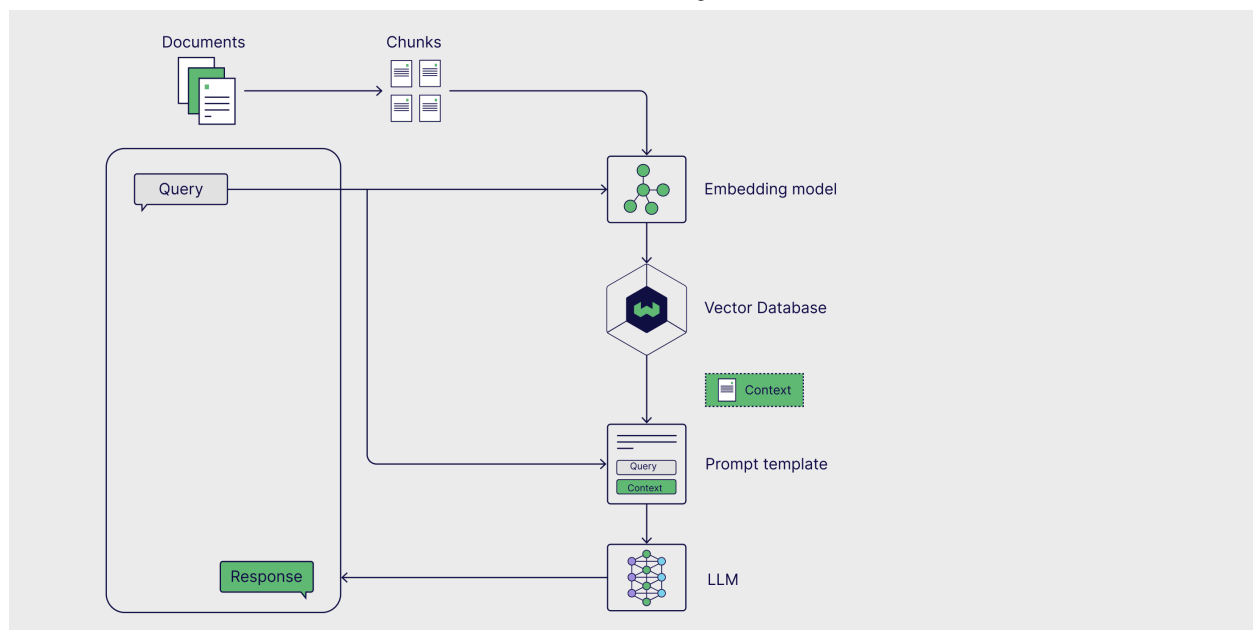 Documents
Chunks
Query
Embedding model
Vector Database
Context
Prompt template
Query
Context
Response
LLM